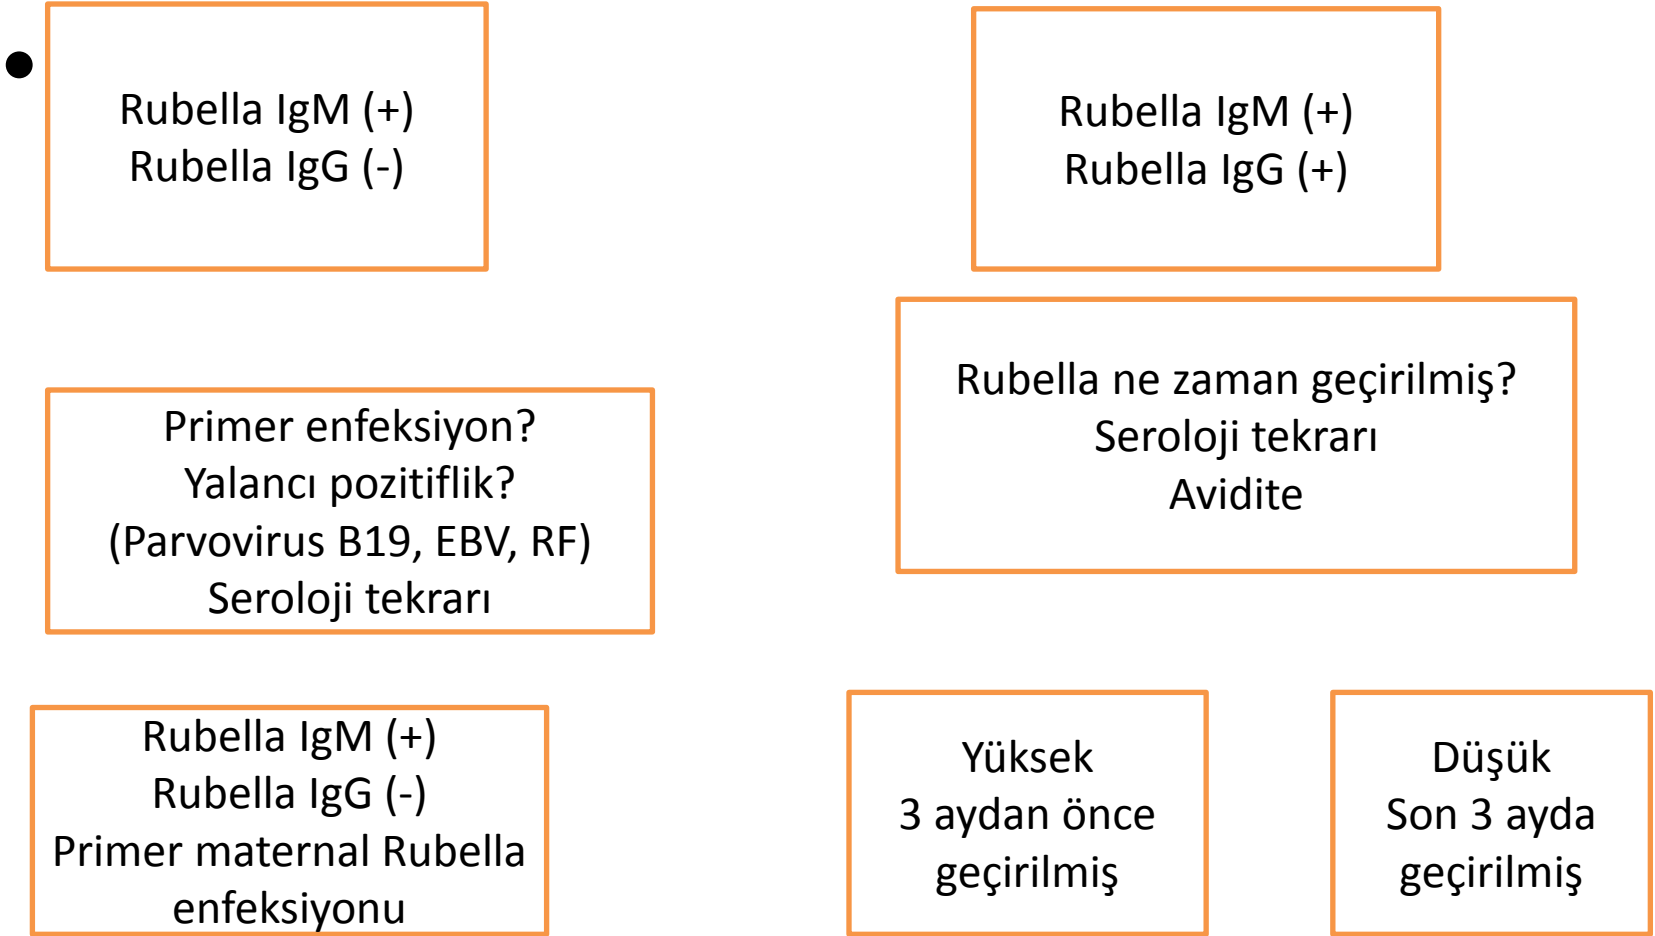 •
Rubella IgM (+)
Rubella IgG (-)
Rubella IgM (+)
Rubella IgG (+)
Primer enfeksiyon?
Yalancı pozitiflik?
(Parvovirus B19, EBV, RF)
Seroloji tekrarı
Rubella ne zaman geçirilmiş?
Seroloji tekrarı
Avidite
Rubella IgM (+)
Rubella IgG (-)
Primer maternal Rubella
enfeksiyonu
Yüksek
3 aydan önce
geçirilmiş
Düşük
Son 3 ayda
geçirilmiş